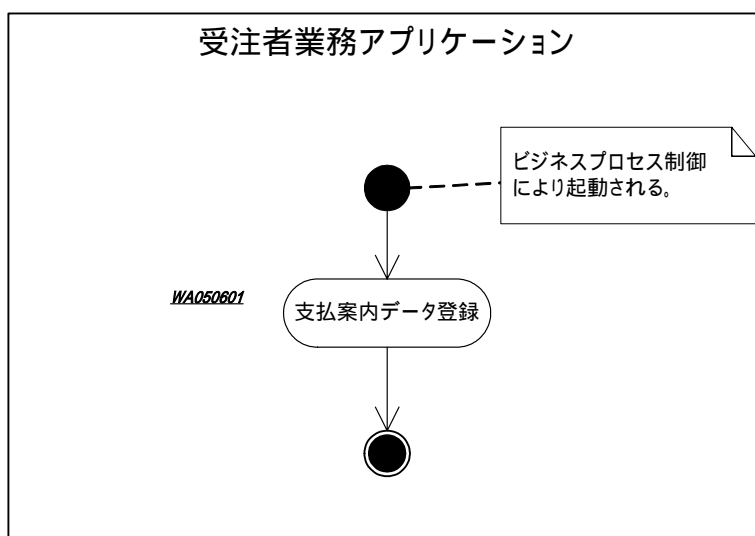 受注者業務アプリケーション
ビジネスプロセス制御
により起動される。
WA050601
支払案内データ登録